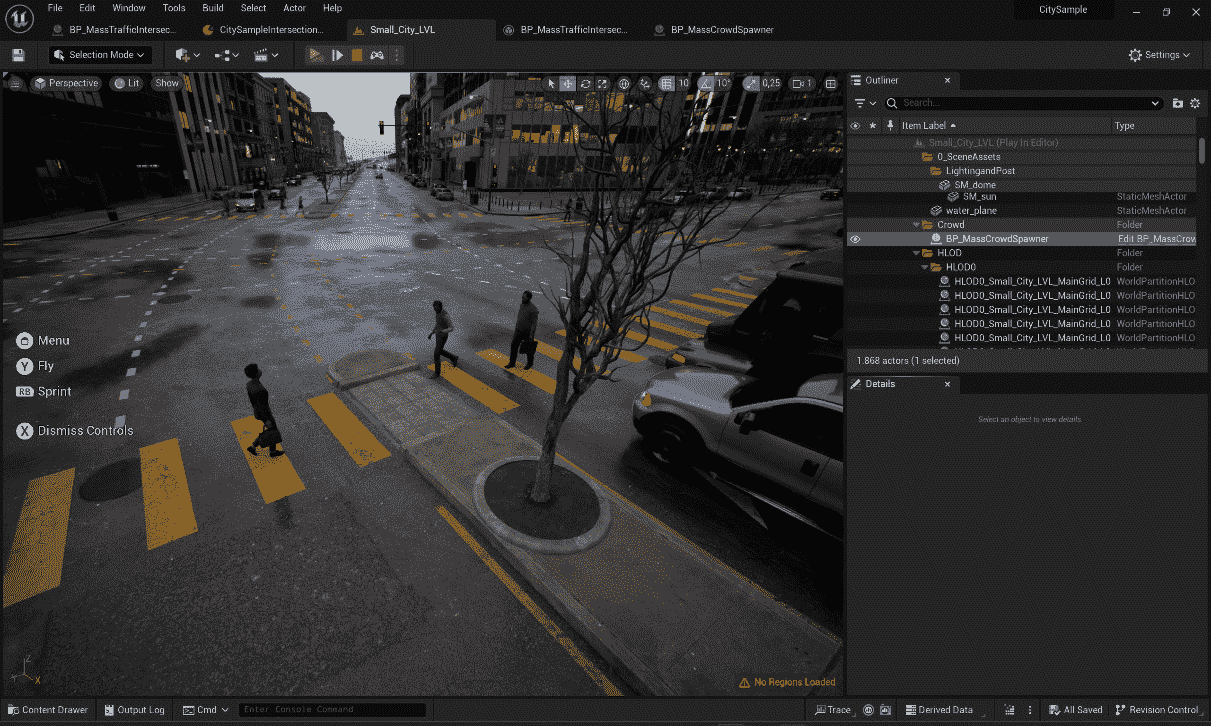 File Edit Window Tools Build Select Actor Help
CitySample
BP_MassTrafficIntersec...
CitySampleIntersection...
Small_City_LVL
BP_MassTrafficIntersec...
BP_MassCrowdSpawner
Selection Mode
Settings
Perspective Lit Show
10 10° 0,25 1
Outliner
Search...
Item Label Type
Small_City_LVL (Play In Editor)
0_SceneAssets
LightingandPost
SM_dome
SM_sun StaticMeshActor
water_plane StaticMeshActor
Crowd Folder
BP_MassCrowdSpawner Edit BP_MassCrow
HLOD Folder
HLOD0 Folder
HLOD0_Small_City_LVL_MainGrid_L0 WorldPartitionHLO
HLOD0_Small_City_LVL_MainGrid_L0 WorldPartitionHLO
HLOD0_Small_City_LVL_MainGrid_L0 WorldPartitionHLO
HLOD0_Small_City_LVL_MainGrid_L0 WorldPartitionHLO
HLOD0_Small_City_LVL_MainGrid_L0 WorldPartitionHLO
1.868 actors (1 selected)
Details
Select an object to view details.
Menu
Y Fly
RB Sprint
X Dismiss Controls
No Regions Loaded
Z
X
Content Drawer
Output Log
Cmd
Enter Console Command
Trace
Derived Data
All Saved
Revision Control